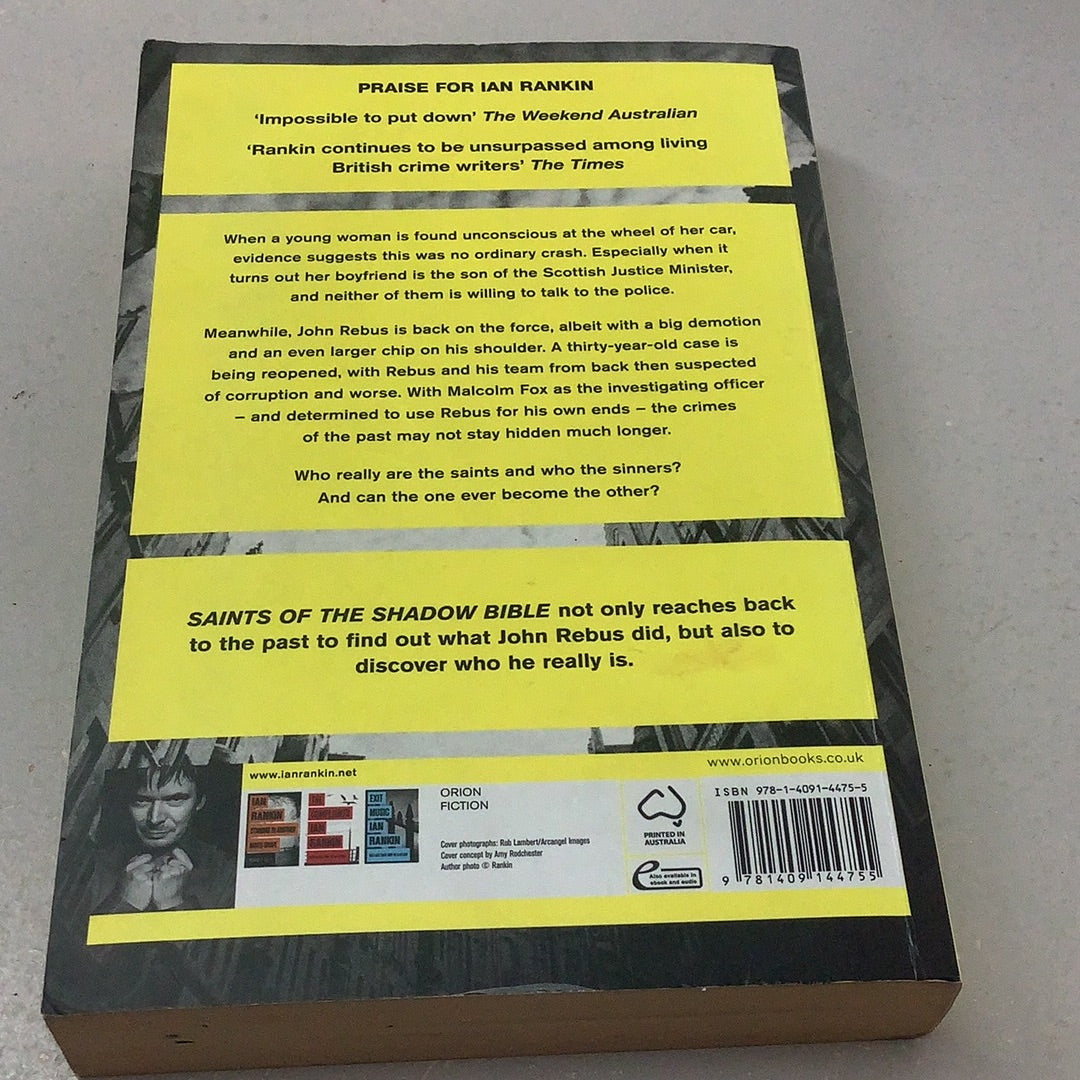 PRAISE FOR IAN RANKIN
‘Impossible to put down’ The Weekend Australian
‘Rankin continues to be unsurpassed among living
British crime writers’ The Times
When a young woman is found unconscious at the wheel of her car,
evidence suggests this was no ordinary crash. Especially when it
turns out her boyfriend is the son of the Scottish Justice Minister,
and neither of them is willing to talk to the police.
Meanwhile, John Rebus is back on the force, albeit with a big demotion
and an even larger chip on his shoulder. A thirty-year-old case is
being reopened, with Rebus and his team from back then suspected
of corruption and worse. With Malcolm Fox as the investigating officer
– and determined to use Rebus for his own ends – the crimes
of the past may not stay hidden much longer.
Who really are the saints and who the sinners?
And can the one ever become the other?
SAINTS OF THE SHADOW BIBLE not only reaches back
to the past to find out what John Rebus did, but also to
discover who he really is.
www.ianrankin.net
www.orionbooks.co.uk
IAN
RANKIN
STANDING IN ANOTHER
MAN'S GRAVE
IAN
RANKIN
EXIT
MUSIC
IAN
RANKIN
ORION
FICTION
Cover photographs: Rob Lambert/Arcangel Images
Cover concept by Amy Rodchester
Author photo © Rankin
PRINTED IN
AUSTRALIA
Also available in
ebook and audio
ISBN 978-1-4091-4475-5
9 781409 144755